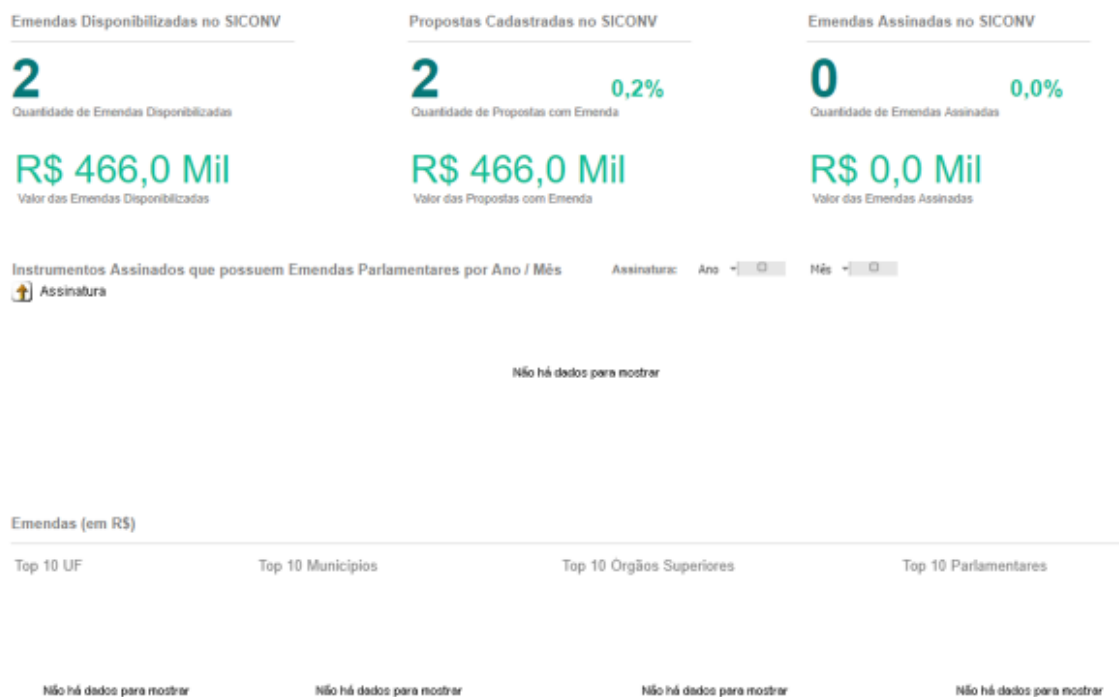 Emendas Disponibilizadas no SICONV
Propostas Cadastradas no SICONV
Emendas Assinadas no SICONV
2
2
0,2%
0
0,0%
Quantidade de Emendas Disponibilizadas
Quantidade de Propostas com Emenda
Quantidade de Emendas Assinadas
R$ 466,0 Mil
R$ 466,0 Mil
R$ 0,0 Mil
Valor das Emendas Disponibilizadas
Valor das Propostas com Emenda
Valor das Emendas Assinadas
Instrumentos Assinados que possuem Emendas Parlamentares por Ano / Mês
Assinatura: Ano
Mês
Assinatura
Não há dados para mostrar
Emendas (em R$)
Top 10 UF
Top 10 Municípios
Top 10 Órgãos Superiores
Top 10 Parlamentares
Não há dados para mostrar
Não há dados para mostrar
Não há dados para mostrar
Não há dados para mostrar